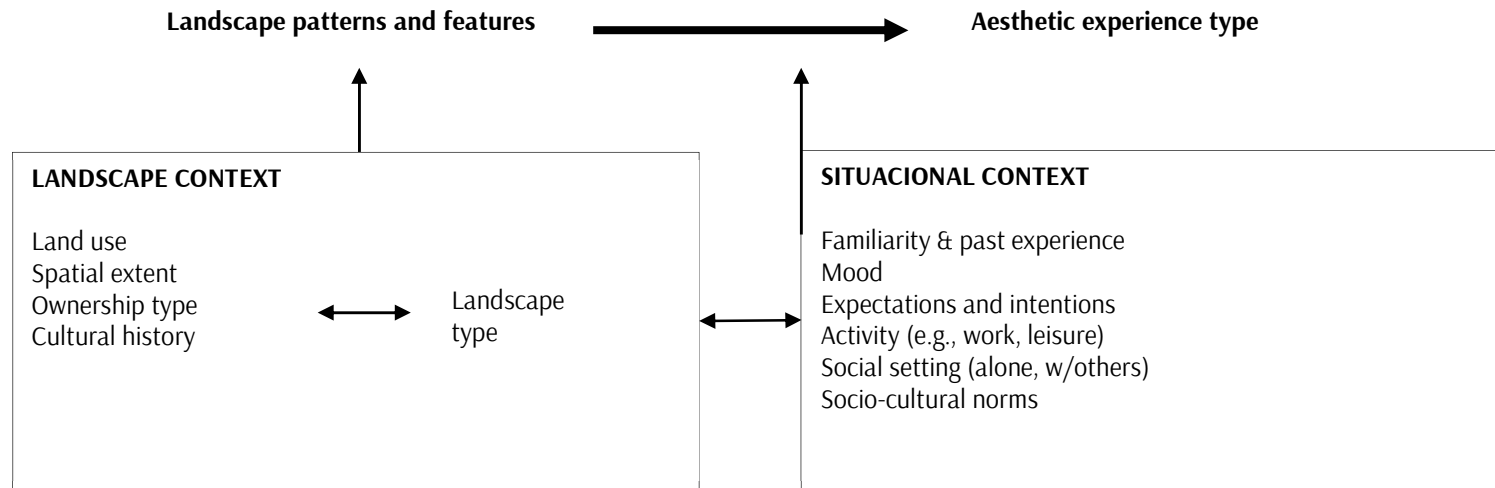 Landscape patterns and features
Aesthetic experience type
LANDSCAPE CONTEXT
Land use
Spatial extent
Ownership type
Cultural history
Landscape
type
SITUACIONAL CONTEXT
Familiarity & past experience
Mood
Expectations and intentions
Activity (e.g., work, leisure)
Social setting (alone, w/others)
Socio-cultural norms